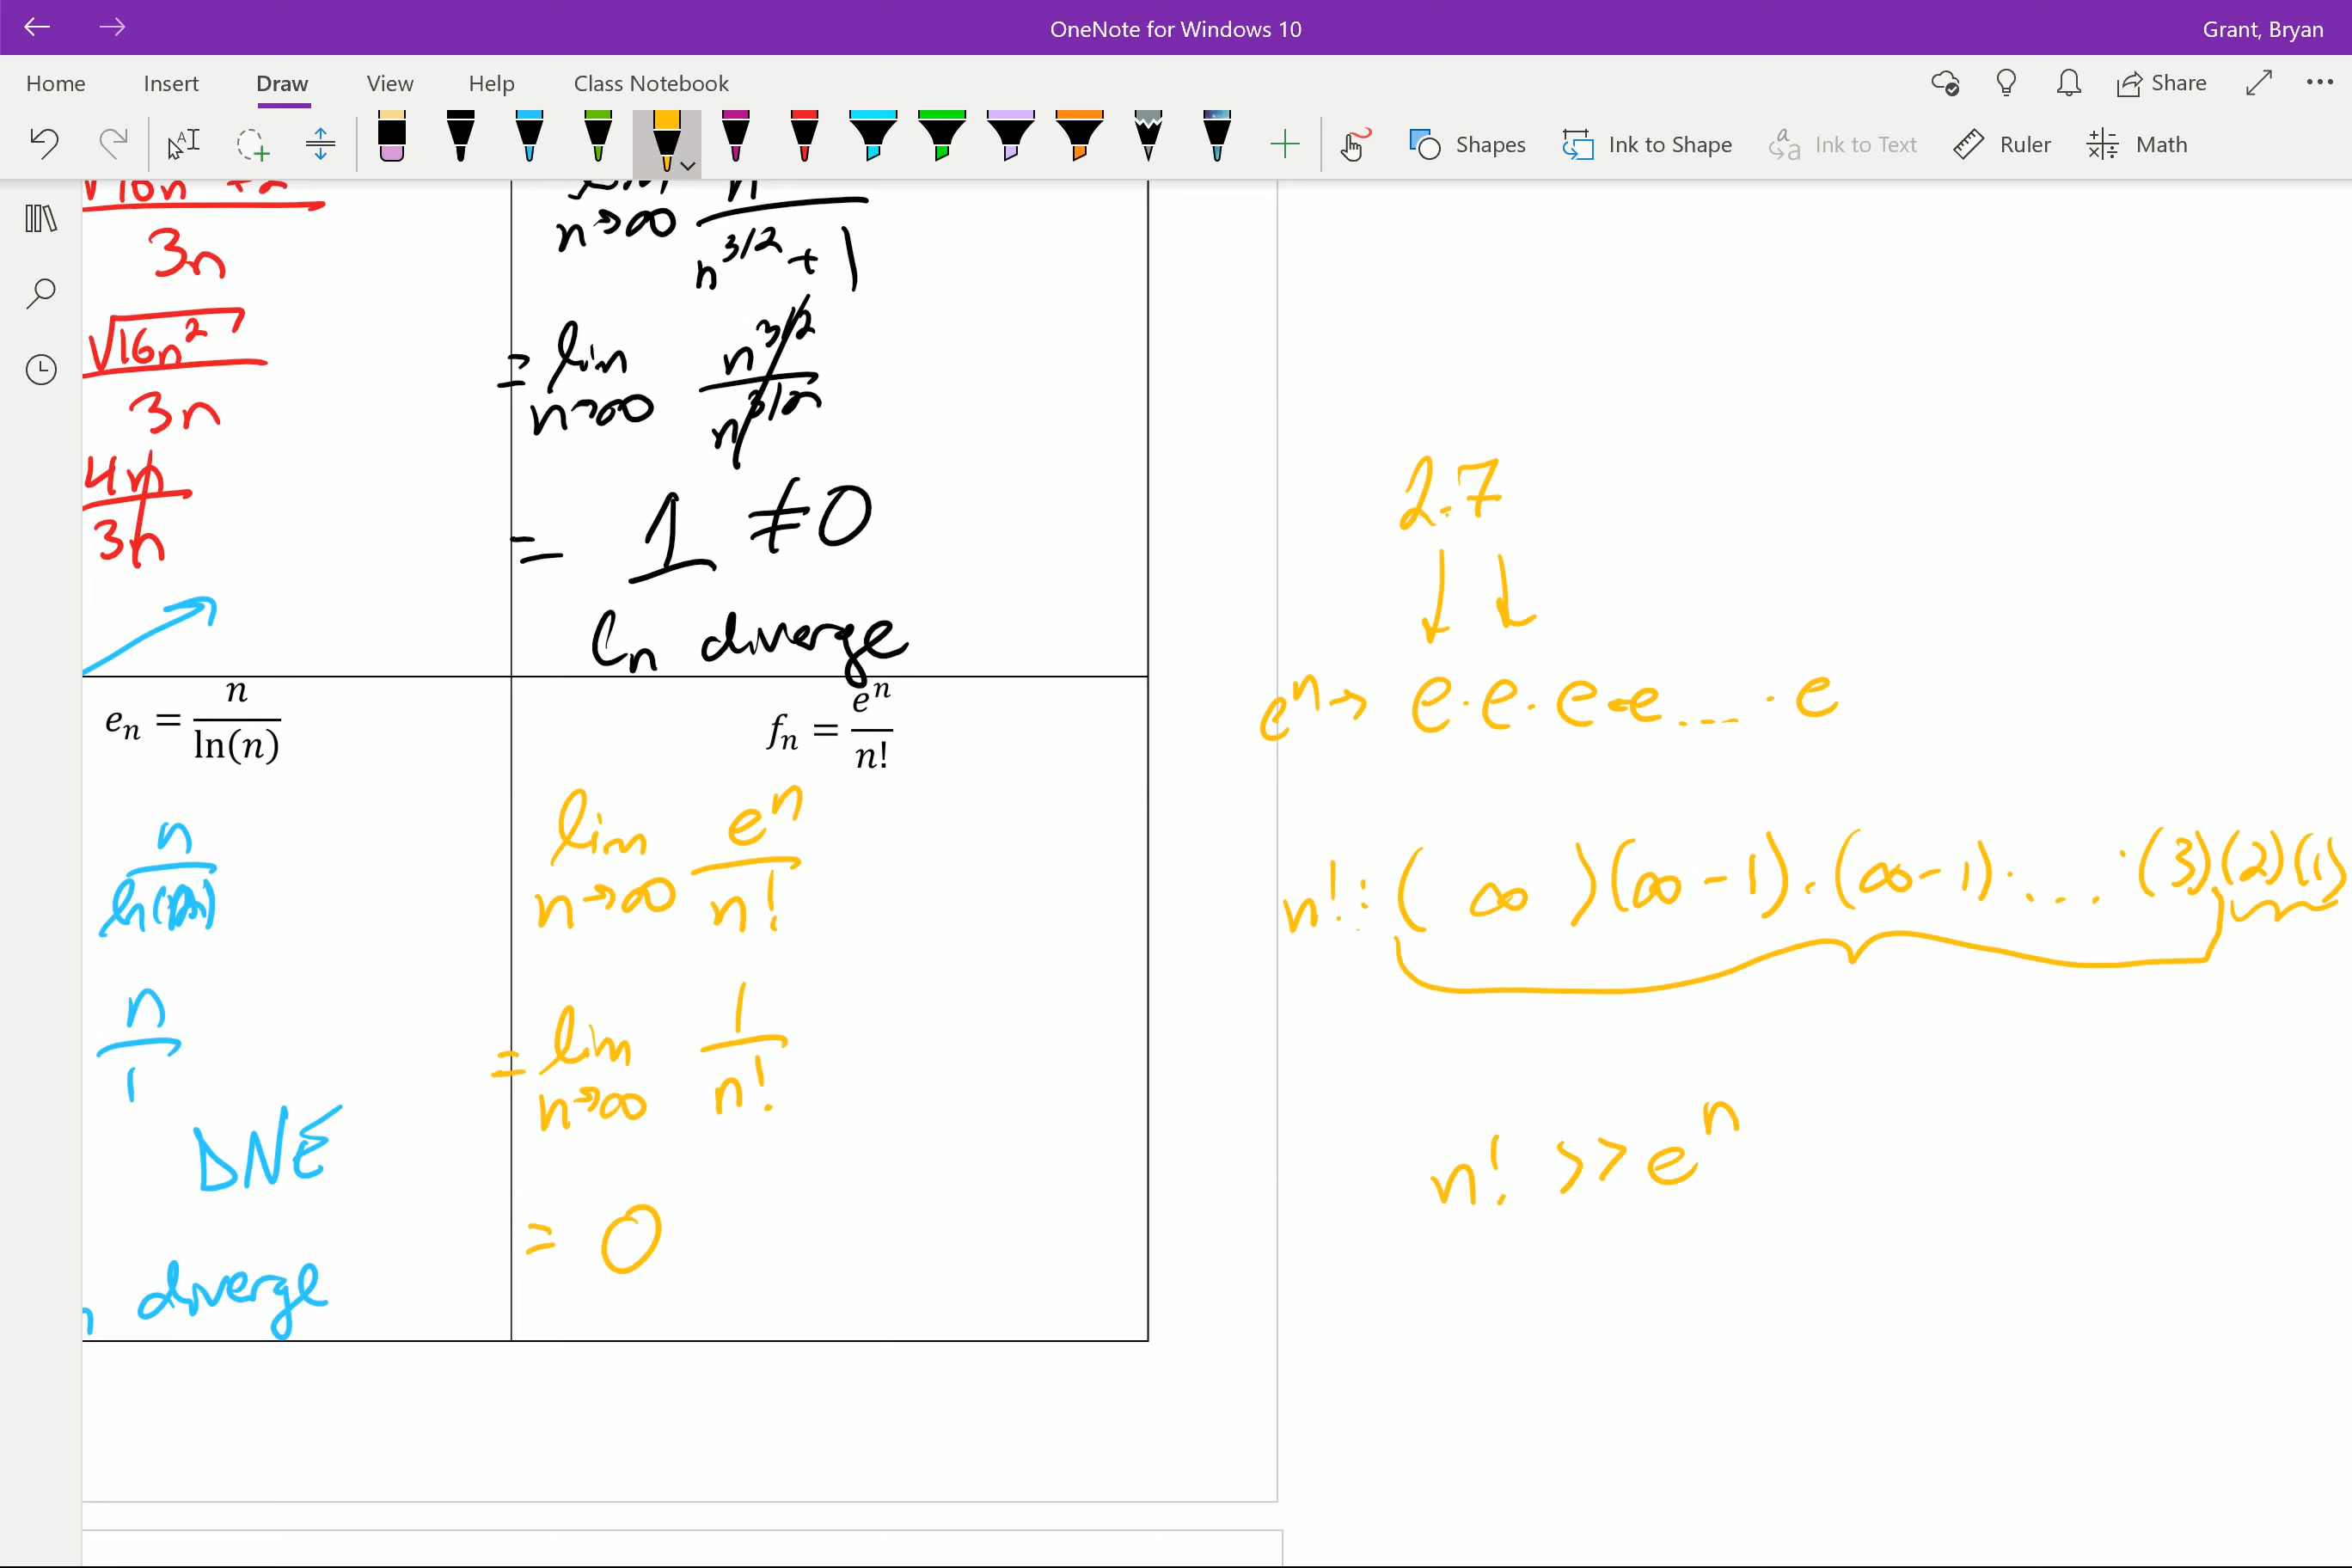 OneNote for Windows 10
Grant, Bryan
Home Insert Draw View Help Class Notebook Share
Shapes Ink to Shape Ink to Text Ruler Math
√16n +2 / 3n
√16n² / 3n
4n / 3n
n→∞ n / n^3/2 + 1
= lim n→∞ n^3/2 / n^3/2
= 1 ≠ 0
Cn diverge
eₙ = n / ln(n)
n / ln(n)
n / 1
DNE
n diverge
fₙ = eⁿ / n!
lim n→∞ eⁿ / n!
= lim n→∞ 1 / n!
= 0
2.7
↓ ↓
eⁿ → e·e·e·e.... ·e
n!: (∞)(∞-1)·(∞-1)·... ·(3)(2)(1)
n! >> eⁿ